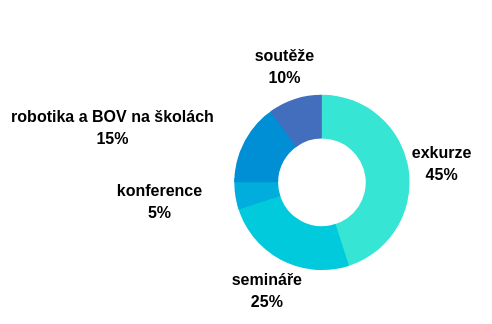 soutěže
10%
robotika a BOV na školách
15%
exkurze
45%
konference
5%
semináře
25%